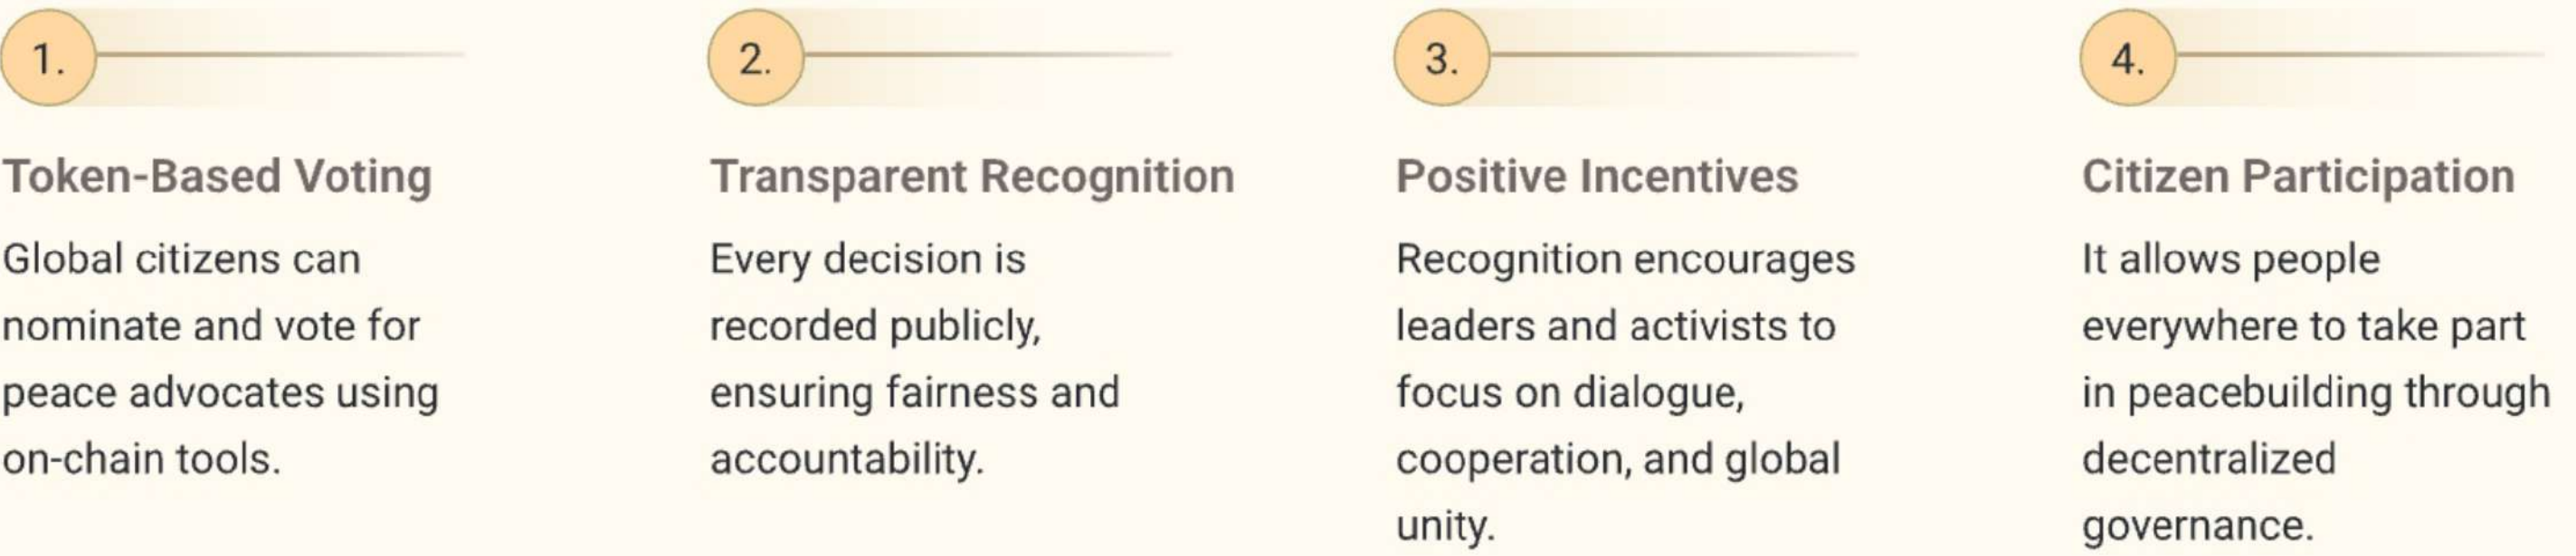 1.
Token-Based Voting
Global citizens can
nominate and vote for
peace advocates using
on-chain tools.
2.
Transparent Recognition
Every decision is
recorded publicly,
ensuring fairness and
accountability.
3.
Positive Incentives
Recognition encourages
leaders and activists to
focus on dialogue,
cooperation, and global
unity.
4.
Citizen Participation
It allows people
everywhere to take part
in peacebuilding through
decentralized
governance.